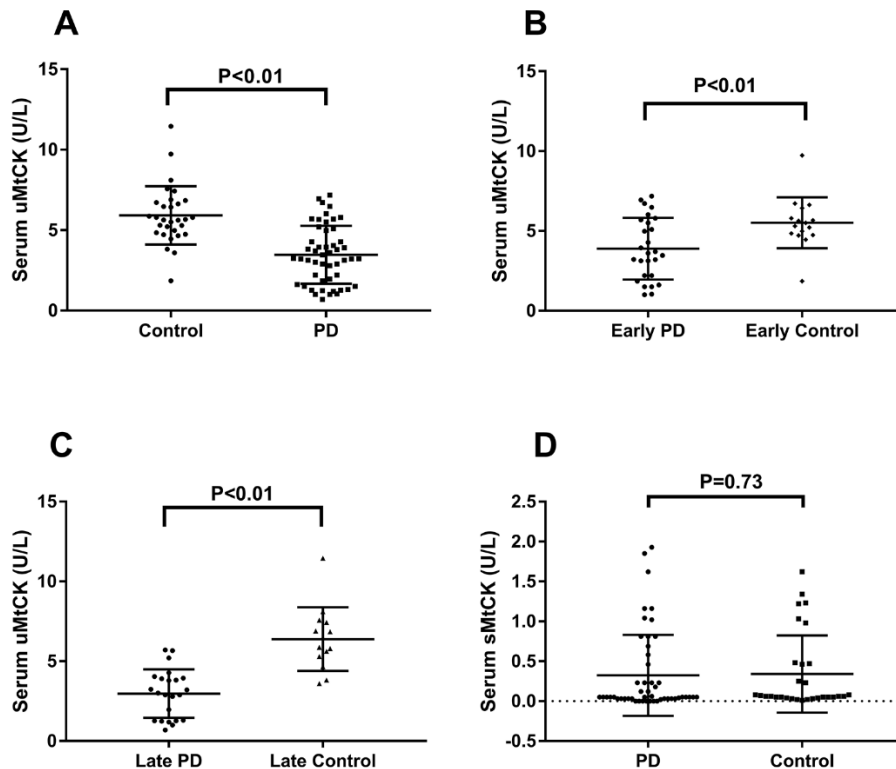 A
P<0.01
Serum uMtCK (U/L)
15
10
5
0
Control
PD
B
P<0.01
Serum uMtCK (U/L)
15
10
5
0
Early PD
Early Control
C
P<0.01
Serum uMtCK (U/L)
15
10
5
0
Late PD
Late Control
D
P=0.73
Serum sMtCK (U/L)
2.5
2.0
1.5
1.0
0.5
0.0
-0.5
PD
Control